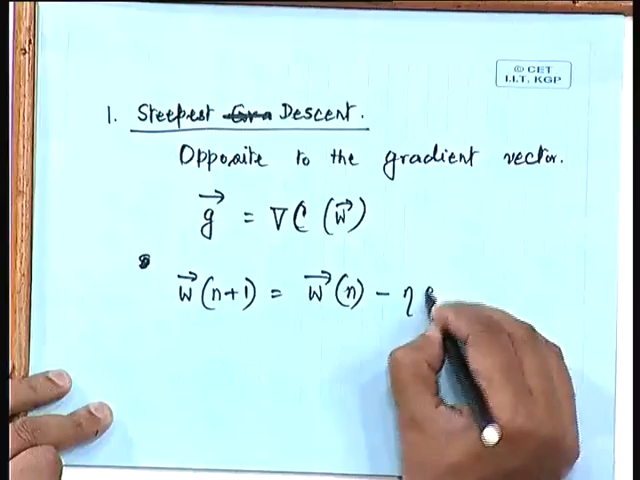 © CET
I.I.T. KGP
1. Steepest Descent.
Opposite to the gradient vector.
g⃗ = ∇C (w⃗)
w⃗(n+1) = w⃗(n) − η